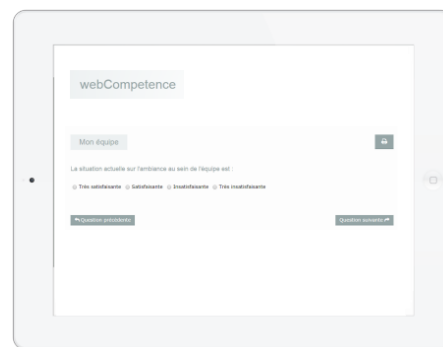 webCompetence
Mon équipe
La situation actuelle sur l'ambiance au sein de l'équipe est :
Très satisfaisante Satisfaisante Insatisfaisante Très insatisfaisante
Question précédente Question suivante